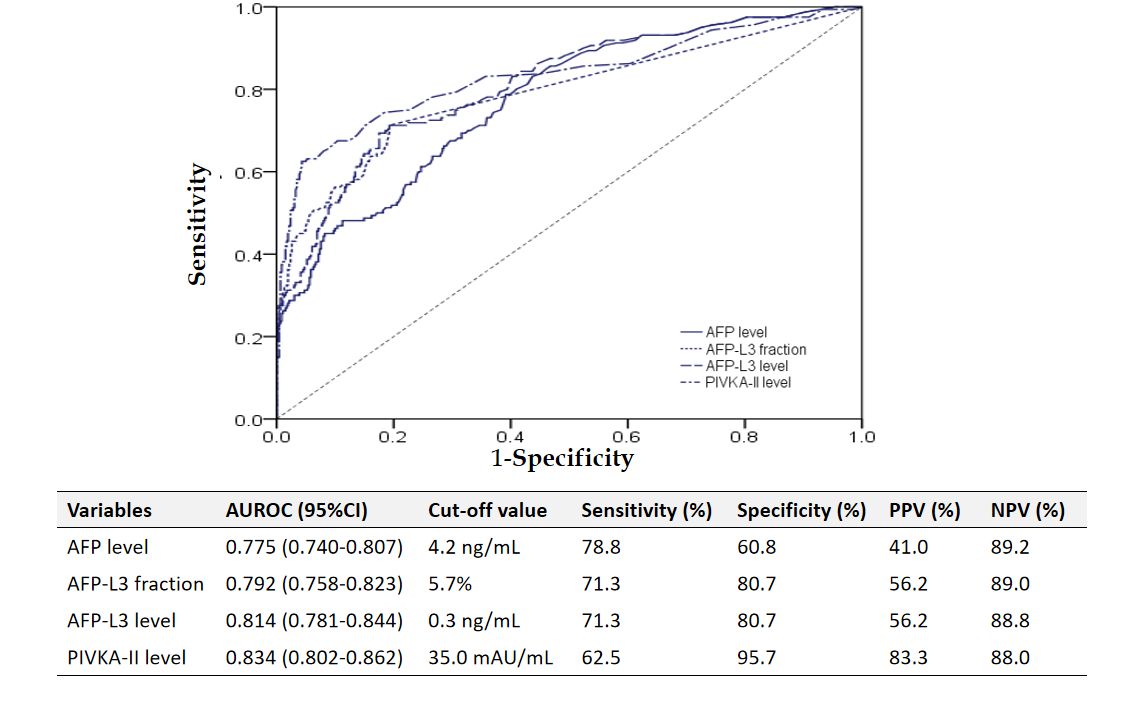 1.0
0.8
0.6
0.4
0.2
0.0
Sensitivity
AFP level
AFP-L3 fraction
AFP-L3 level
PIVKA-II level
0.0 0.2 0.4 0.6 0.8 1.0
1-Specificity
Variables AUROC (95%CI) Cut-off value Sensitivity (%) Specificity (%) PPV (%) NPV (%)
AFP level 0.775 (0.740-0.807) 4.2 ng/mL 78.8 60.8 41.0 89.2
AFP-L3 fraction 0.792 (0.758-0.823) 5.7% 71.3 80.7 56.2 89.0
AFP-L3 level 0.814 (0.781-0.844) 0.3 ng/mL 71.3 80.7 56.2 88.8
PIVKA-II level 0.834 (0.802-0.862) 35.0 mAU/mL 62.5 95.7 83.3 88.0